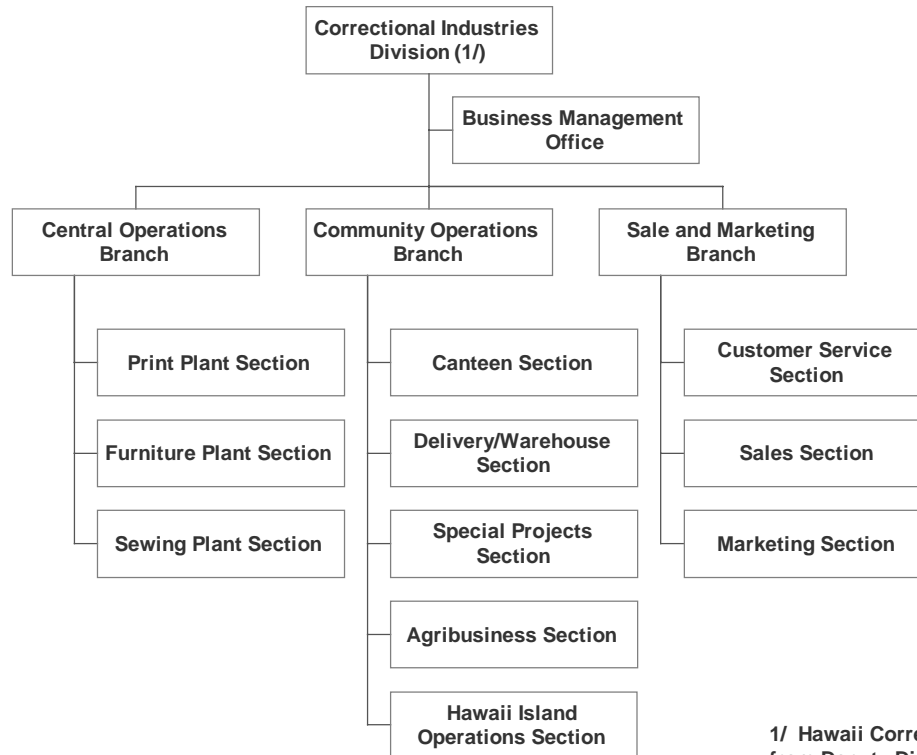 Correctional Industries
Division (1/)
Business Management
Office
Central Operations
Branch
Community Operations
Branch
Sale and Marketing
Branch
Print Plant Section
Furniture Plant Section
Sewing Plant Section
Canteen Section
Delivery/Warehouse
Section
Special Projects
Section
Agribusiness Section
Hawaii Island
Operations Section
Customer Service
Section
Sales Section
Marketing Section
1/ Hawaii Corre